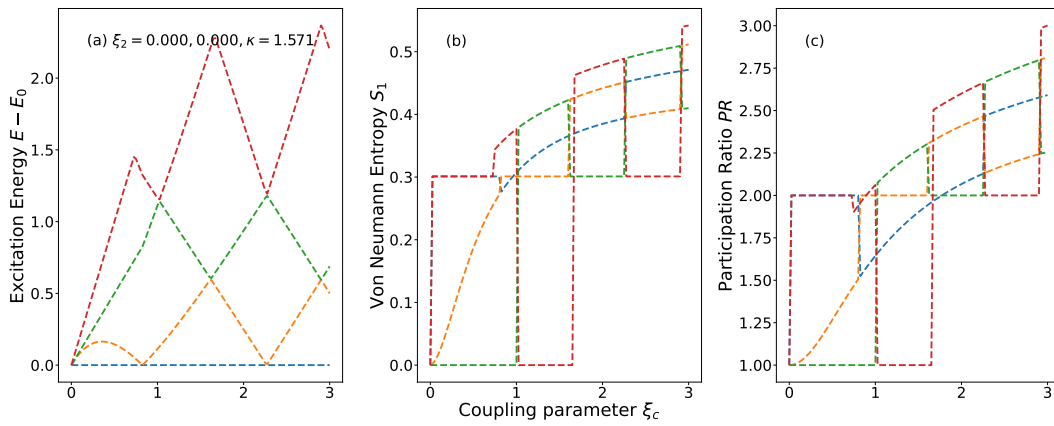 (a) ξ₂ = 0.000, 0.000, κ = 1.571
Excitation Energy E − E₀
2.0
1.5
1.0
0.5
0.0
0 1 2 3
(b)
Von Neumann Entropy S₁
0.5
0.4
0.3
0.2
0.1
0.0
0 1 2 3
Coupling parameter ξ_c
(c)
Participation Ratio PR
3.00
2.75
2.50
2.25
2.00
1.75
1.50
1.25
1.00
0 1 2 3